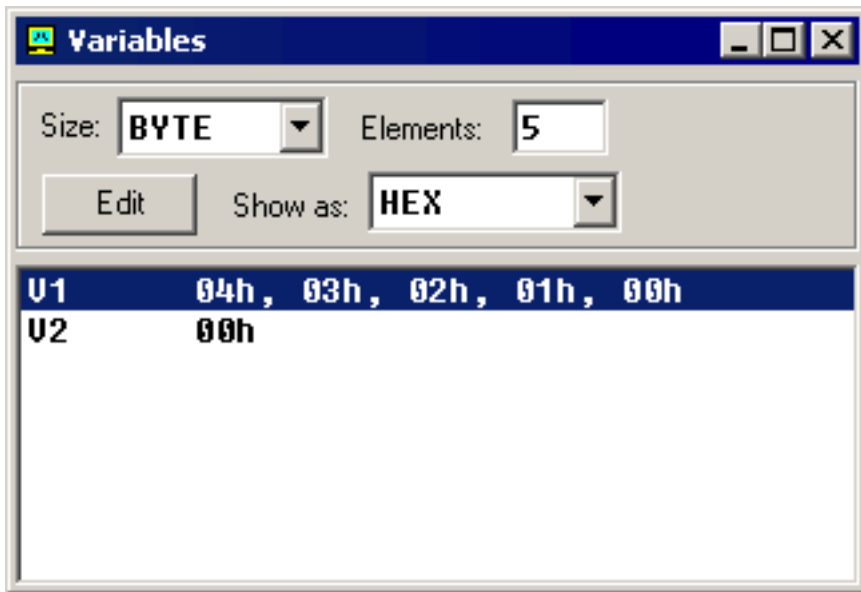 Variables
Size: BYTE Elements: 5
Edit Show as: HEX
V1 04h, 03h, 02h, 01h, 00h
V2 00h